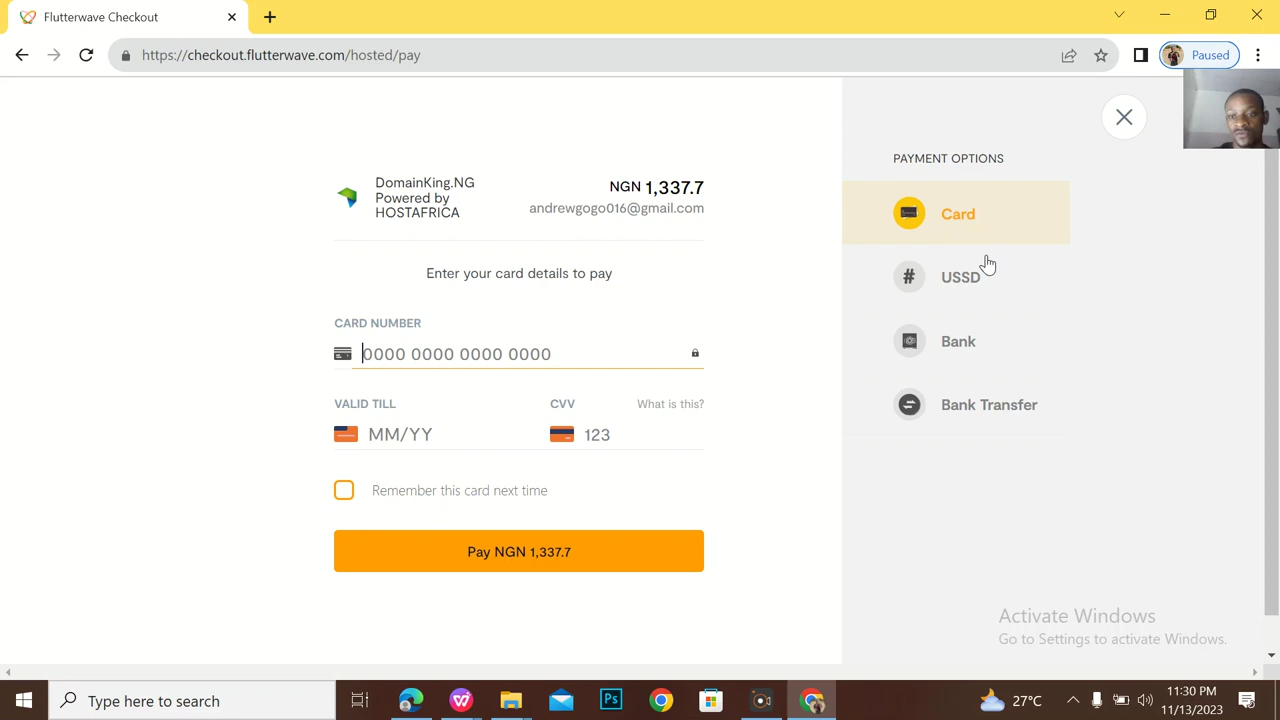 Flutterwave Checkout
https://checkout.flutterwave.com/hosted/pay
Paused
DomainKing.NG
Powered by
HOSTAFRICA
NGN 1,337.7
andrewgogo016@gmail.com
Enter your card details to pay
CARD NUMBER
0000 0000 0000 0000
VALID TILL
CVV
What is this?
MM/YY
123
Remember this card next time
Pay NGN 1,337.7
PAYMENT OPTIONS
Card
# USSD
Bank
Bank Transfer
Activate Windows
Go to Settings to activate Windows.
Type here to search
W
Ps
27°C
11:30 PM
11/13/2023